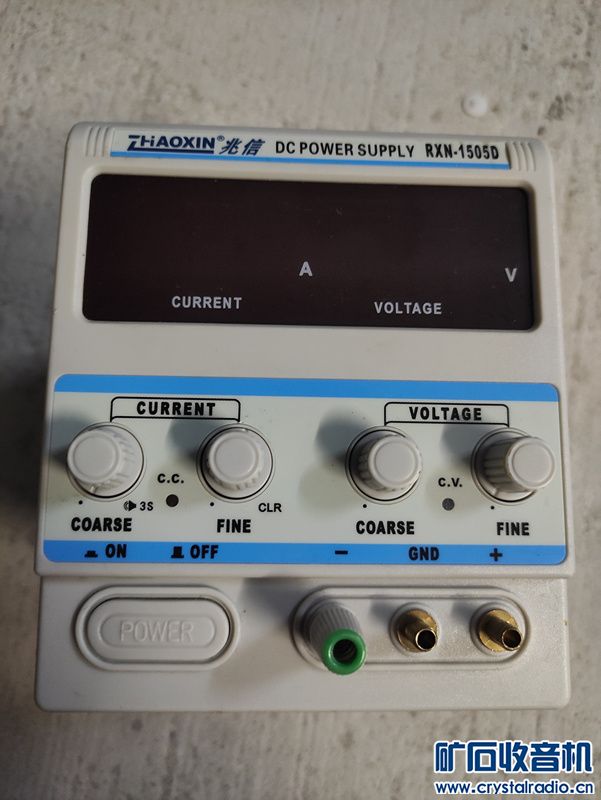 ZHAOXIN® 兆信 DC POWER SUPPLY RXN-1505D
A V
CURRENT VOLTAGE
CURRENT VOLTAGE
C.C. C.V.
3S CLR
COARSE FINE COARSE FINE
ON OFF − GND +
POWER
矿石收音机
www.crystalradio.cn